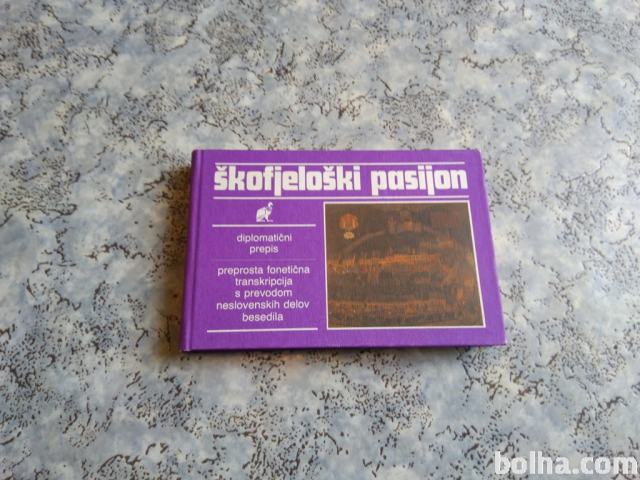 škofjeloški pasijon
diplomatični
prepis
preprosta fonetična
transkripcija
s prevodom
neslovenskih delov
besedila
bolha.com